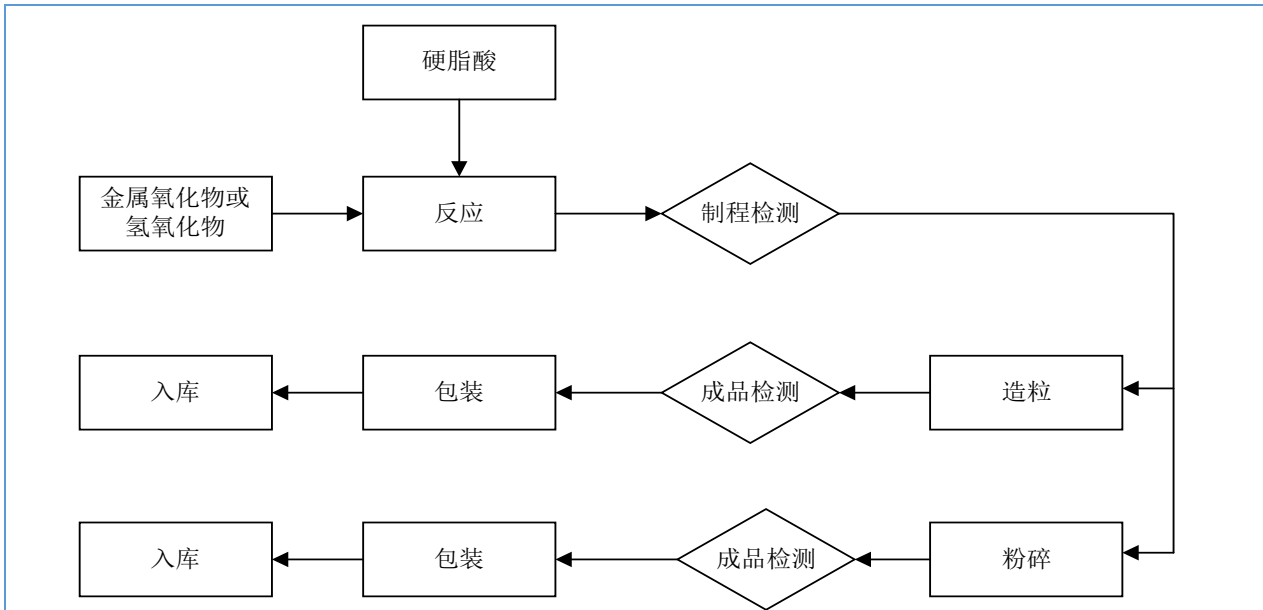 硬脂酸
金属氧化物或
氢氧化物
反应
制程检测
入库
包装
成品检测
造粒
入库
包装
成品检测
粉碎